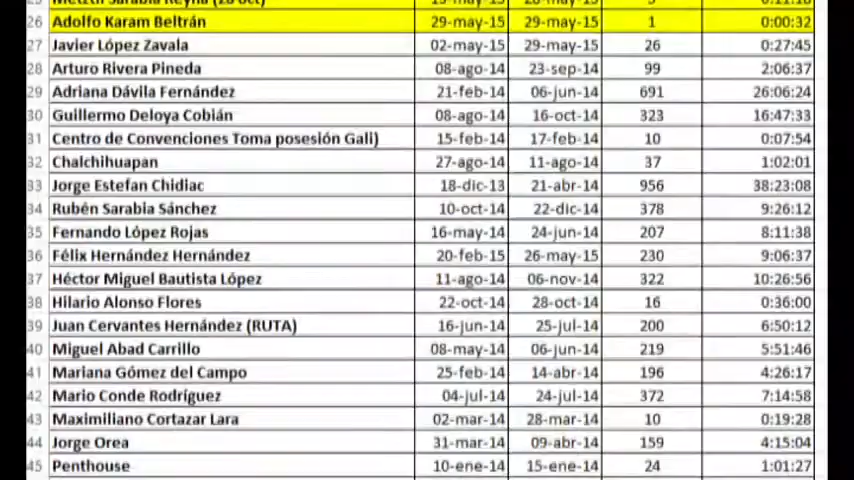 26 Adolfo Karam Beltrán 29-may-15 29-may-15 1 0:00:32
27 Javier López Zavala 02-may-15 29-may-15 26 0:27:45
28 Arturo Rivera Pineda 08-ago-14 23-sep-14 99 2:06:37
29 Adriana Dávila Fernández 21-feb-14 06-jun-14 691 26:06:24
30 Guillermo Deloya Cobián 08-ago-14 16-oct-14 323 16:47:33
31 Centro de Convenciones Toma posesión Gali) 15-feb-14 17-feb-14 10 0:07:54
32 Chalchihuapan 27-ago-14 11-ago-14 37 1:02:01
33 Jorge Estefan Chidiac 18-dic-13 21-abr-14 956 38:23:08
34 Rubén Sarabia Sánchez 10-oct-14 22-dic-14 378 9:26:12
35 Fernando López Rojas 16-may-14 24-jun-14 207 8:11:38
36 Félix Hernández Hernández 20-feb-15 26-may-15 230 9:06:37
37 Héctor Miguel Bautista López 11-ago-14 06-nov-14 322 10:26:56
38 Hilario Alonso Flores 22-oct-14 28-oct-14 16 0:36:00
39 Juan Cervantes Hernández (RUTA) 16-jun-14 25-jul-14 200 6:50:12
40 Miguel Abad Carrillo 08-may-14 06-jun-14 219 5:51:46
41 Mariana Gómez del Campo 25-feb-14 14-abr-14 196 4:26:17
42 Mario Conde Rodríguez 04-jul-14 24-jul-14 372 7:14:58
43 Maximiliano Cortazar Lara 02-mar-14 28-mar-14 10 0:19:28
44 Jorge Orea 31-mar-14 09-abr-14 159 4:15:04
45 Penthouse 10-ene-14 15-ene-14 24 1:01:27